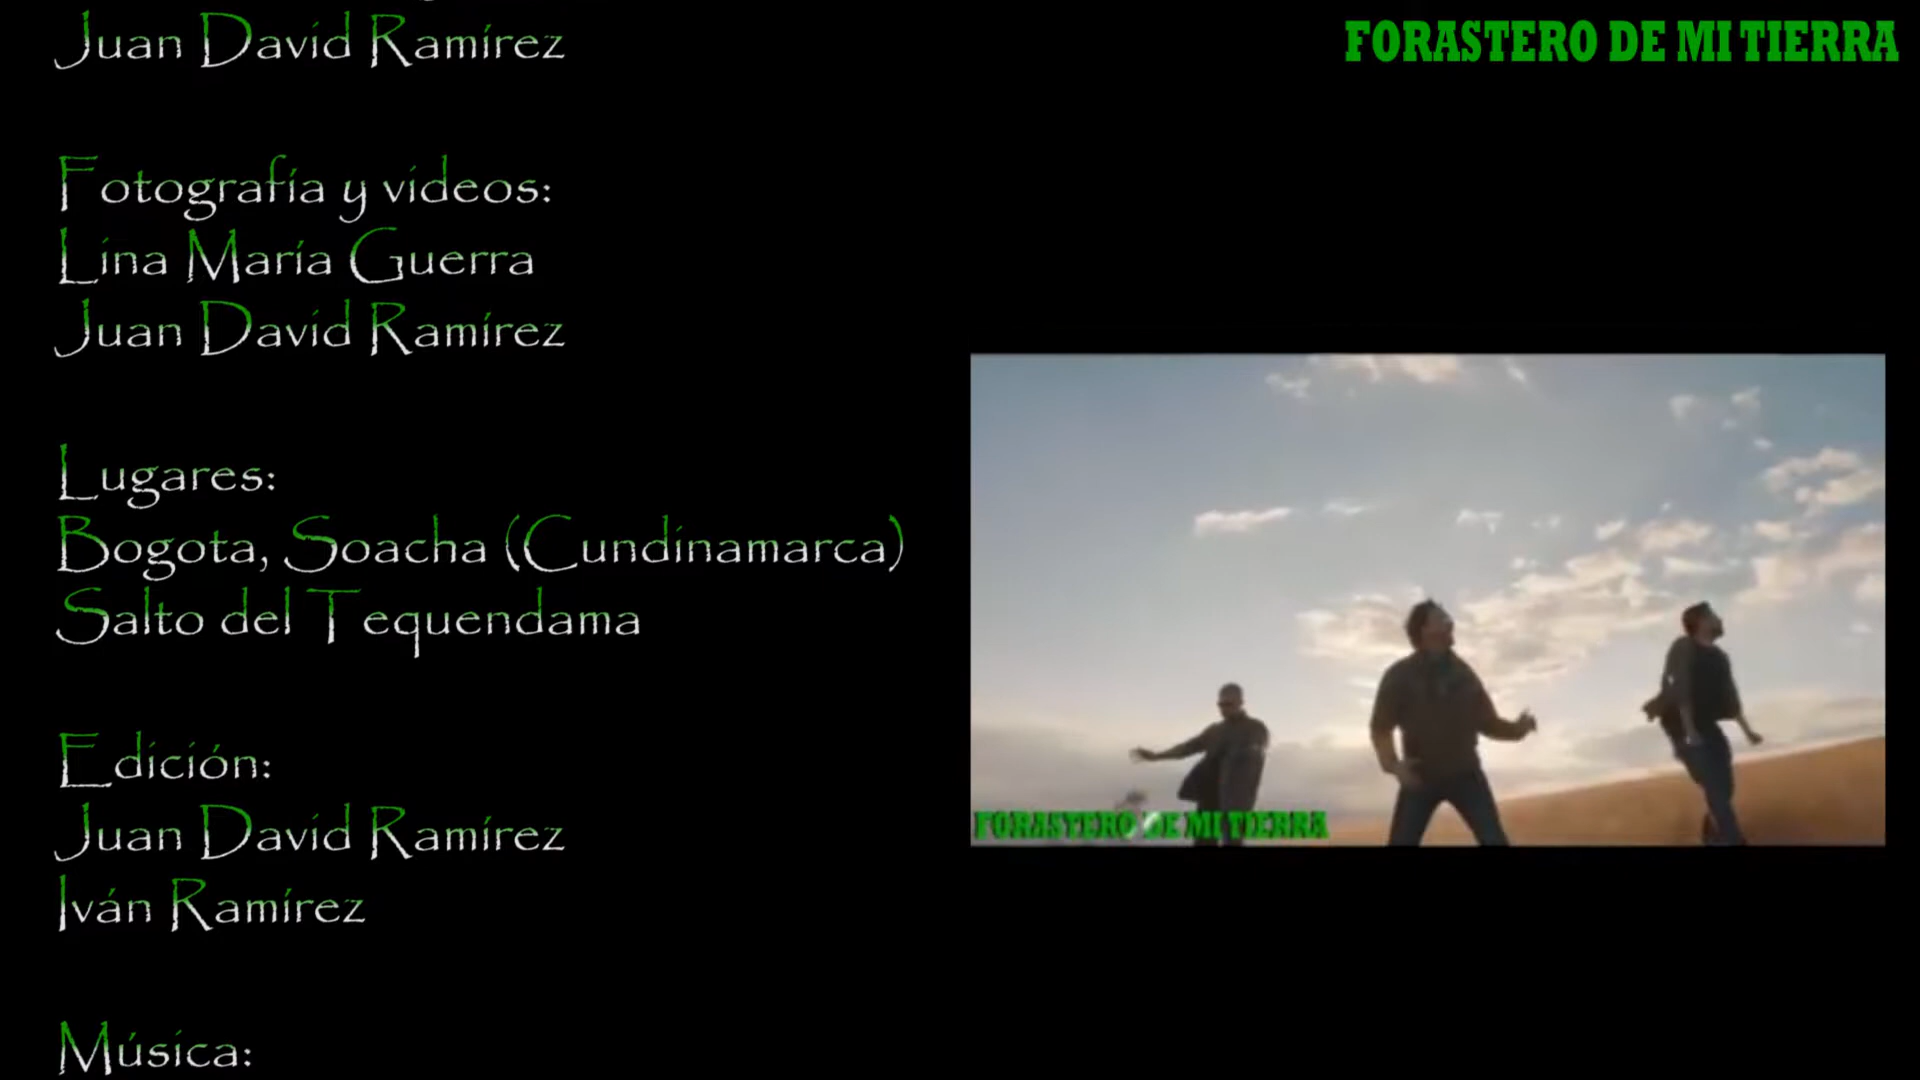 Juan David Ramírez
FORASTERO DE MI TIERRA
Fotografía y videos:
Lina María Guerra
Juan David Ramírez
Lugares:
Bogota, Soacha (Cundinamarca)
Salto del Tequendama
Edición:
Juan David Ramírez
Iván Ramírez
Música:
FORASTERO DE MI TIERRA